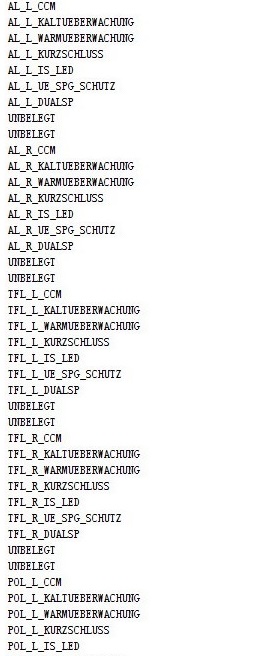 AL_L_CCM
AL_L_KALTUEBERWACHUNG
AL_L_WARMUEBERWACHUNG
AL_L_KURZSCHLUSS
AL_L_IS_LED
AL_L_UE_SPG_SCHUTZ
AL_L_DUALSP
UNBELEGT
UNBELEGT
AL_R_CCM
AL_R_KALTUEBERWACHUNG
AL_R_WARMUEBERWACHUNG
AL_R_KURZSCHLUSS
AL_R_IS_LED
AL_R_UE_SPG_SCHUTZ
AL_R_DUALSP
UNBELEGT
UNBELEGT
TFL_L_CCM
TFL_L_KALTUEBERWACHUNG
TFL_L_WARMUEBERWACHUNG
TFL_L_KURZSCHLUSS
TFL_L_IS_LED
TFL_L_UE_SPG_SCHUTZ
TFL_L_DUALSP
UNBELEGT
UNBELEGT
TFL_R_CCM
TFL_R_KALTUEBERWACHUNG
TFL_R_WARMUEBERWACHUNG
TFL_R_KURZSCHLUSS
TFL_R_IS_LED
TFL_R_UE_SPG_SCHUTZ
TFL_R_DUALSP
UNBELEGT
UNBELEGT
POL_L_CCM
POL_L_KALTUEBERWACHUNG
POL_L_WARMUEBERWACHUNG
POL_L_KURZSCHLUSS
POL_L_IS_LED